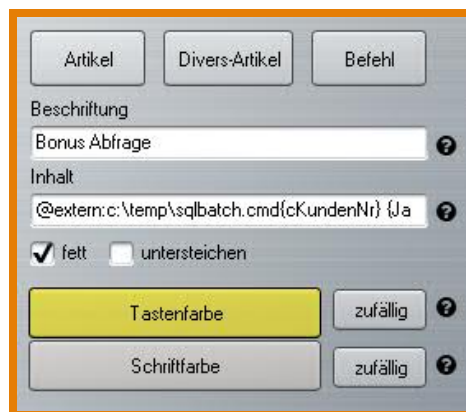 Artikel Divers-Artikel Befehl
Beschriftung
Bonus Abfrage
Inhalt
@extern:c:\temp\sqlbatch.cmd{cKundenNr} {Ja
fett untersteichen
Tastenfarbe zufällig
Schriftfarbe zufällig